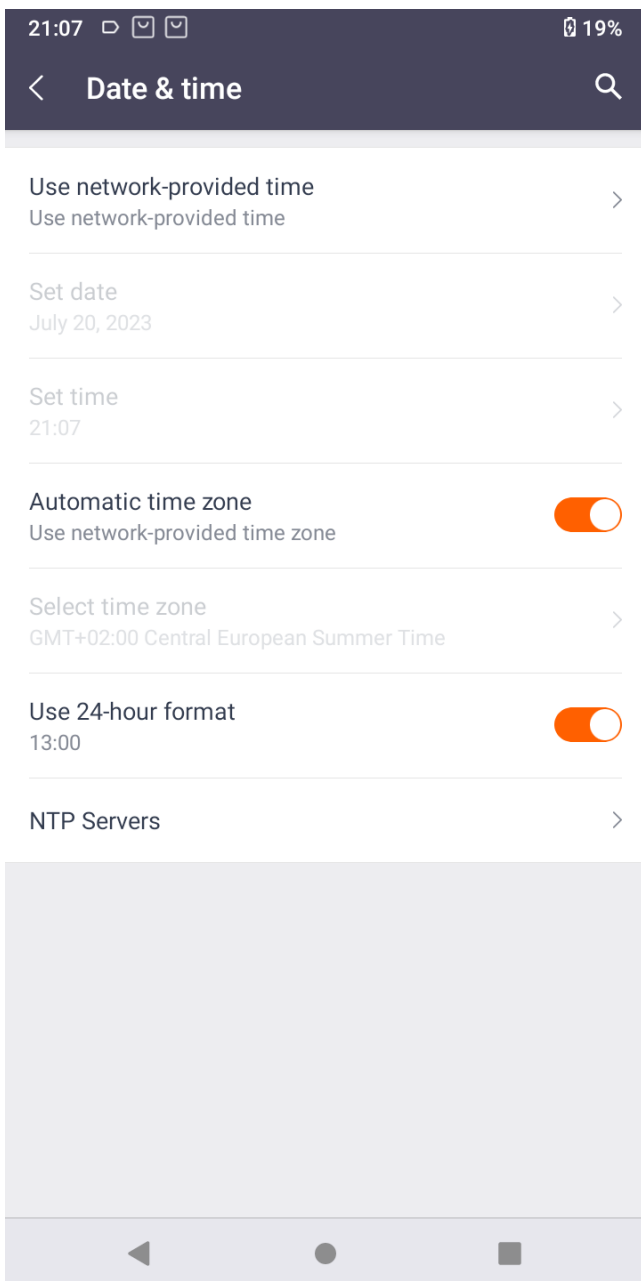 21:07
19%
Date & time
Use network-provided time
Use network-provided time
Set date
July 20, 2023
Set time
21:07
Automatic time zone
Use network-provided time zone
Select time zone
GMT+02:00 Central European Summer Time
Use 24-hour format
13:00
NTP Servers